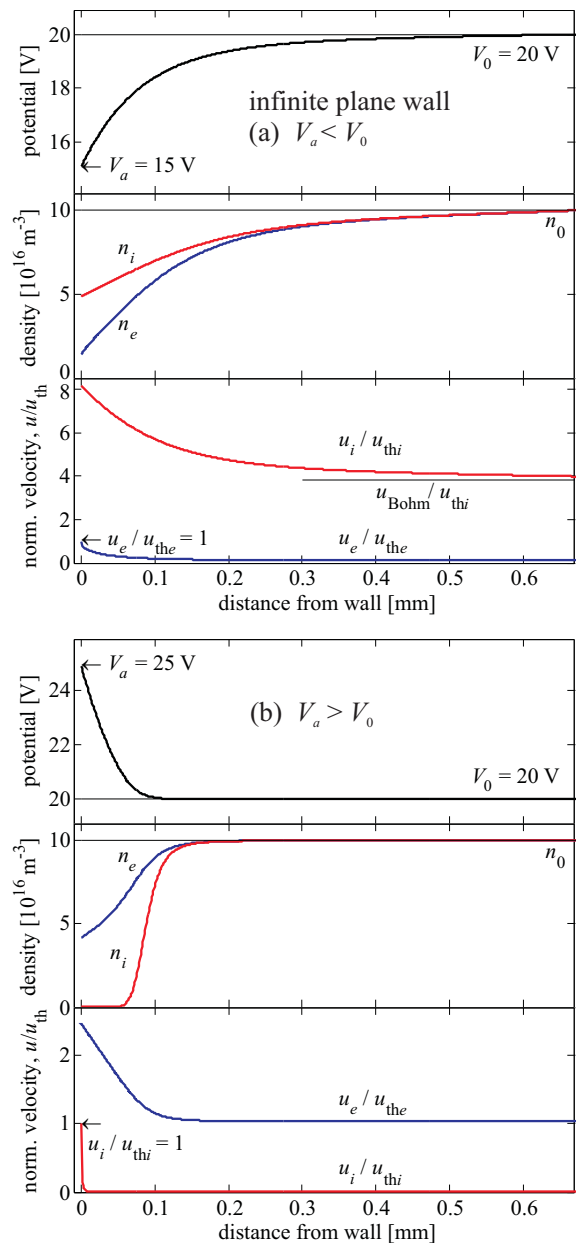 20
V₀ = 20 V
18
infinite plane wall
(a) Vₐ < V₀
16
← Vₐ = 15 V
potential [V]
10
n₀
nᵢ
5
nₑ
0
density [10¹⁶ m⁻³]
8
6
uᵢ / uₜₕᵢ
4
u_Bohm / uₜₕᵢ
2
← uₑ / uₜₕₑ = 1
uₑ / uₜₕₑ
0
norm. velocity, u/uₜₕ
0 0.1 0.2 0.3 0.4 0.5 0.6
distance from wall [mm]
← Vₐ = 25 V
24
(b) Vₐ > V₀
22
V₀ = 20 V
20
potential [V]
10
nₑ
n₀
5
nᵢ
0
density [10¹⁶ m⁻³]
2
uₑ / uₜₕₑ
1
←
uᵢ / uₜₕᵢ = 1
uᵢ / uₜₕᵢ
0
norm. velocity, u/uₜₕ
0 0.1 0.2 0.3 0.4 0.5 0.6
distance from wall [mm]